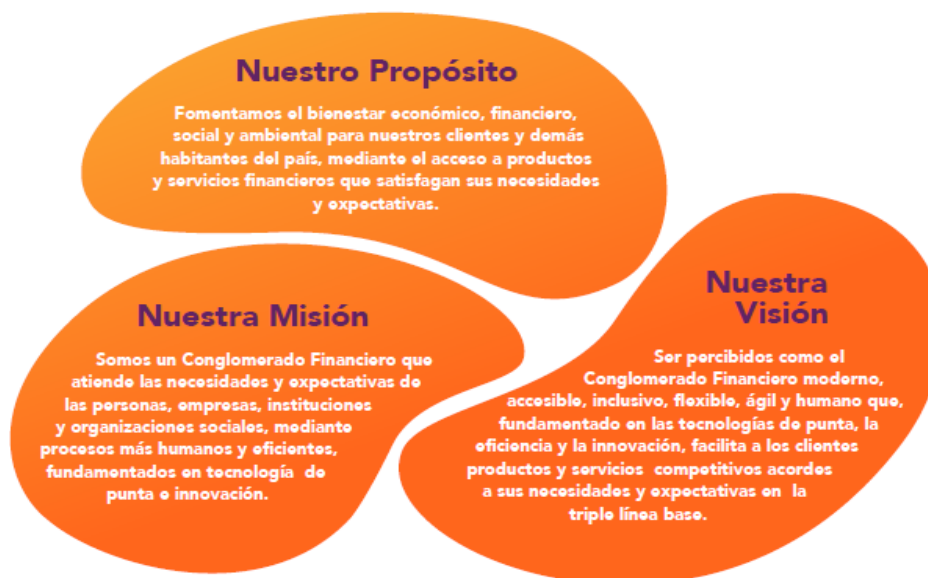 Nuestro Propósito
Fomentamos el bienestar económico, financiero,
social y ambiental para nuestros clientes y demás
habitantes del país, mediante el acceso a productos
y servicios financieros que satisfagan sus necesidades
y expectativas.
Nuestra Misión
Somos un Conglomerado Financiero que
atiende las necesidades y expectativas de
las personas, empresas, instituciones
y organizaciones sociales, mediante
procesos más humanos y eficientes,
fundamentados en tecnología de
punta e innovación.
Nuestra
Visión
Ser percibidos como el
Conglomerado Financiero moderno,
accesible, inclusivo, flexible, ágil y humano que,
fundamentado en las tecnologías de punta, la
eficiencia y la innovación, facilita a los clientes
productos y servicios competitivos acordes
a sus necesidades y expectativas en la
triple línea base.